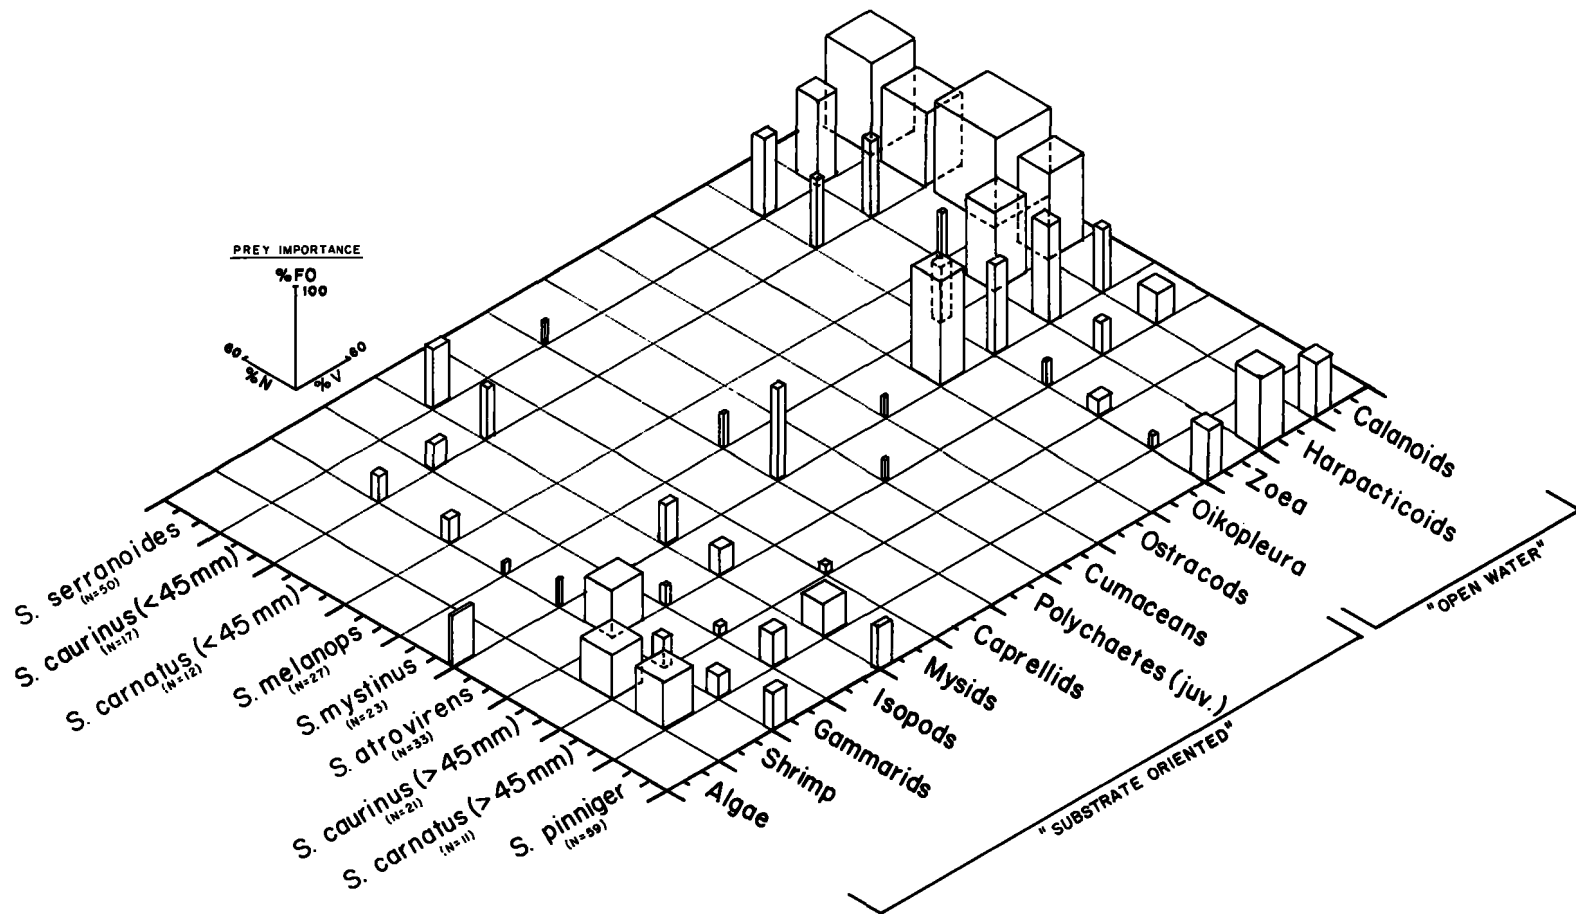 PREY IMPORTANCE
%FO
100
60
60
%N
%V
S. serranoides
(N=50)
S. caurinus (<45mm)
(N=17)
S. carnatus (<45mm)
(N=12)
S. melanops
(N=27)
S. mystinus
(N=23)
S. atrovirens
(N=33)
S. caurinus (>45mm)
(N=21)
S. carnatus (>45mm)
(N=11)
S. pinniger
(N=59)
Calanoids
Harpacticoids
Zoea
Oikopleura
Ostracods
Cumaceans
Polychaetes (juv.)
Caprellids
Mysids
Isopods
Gammarids
Shrimp
Algae
"OPEN WATER"
"SUBSTRATE ORIENTED"